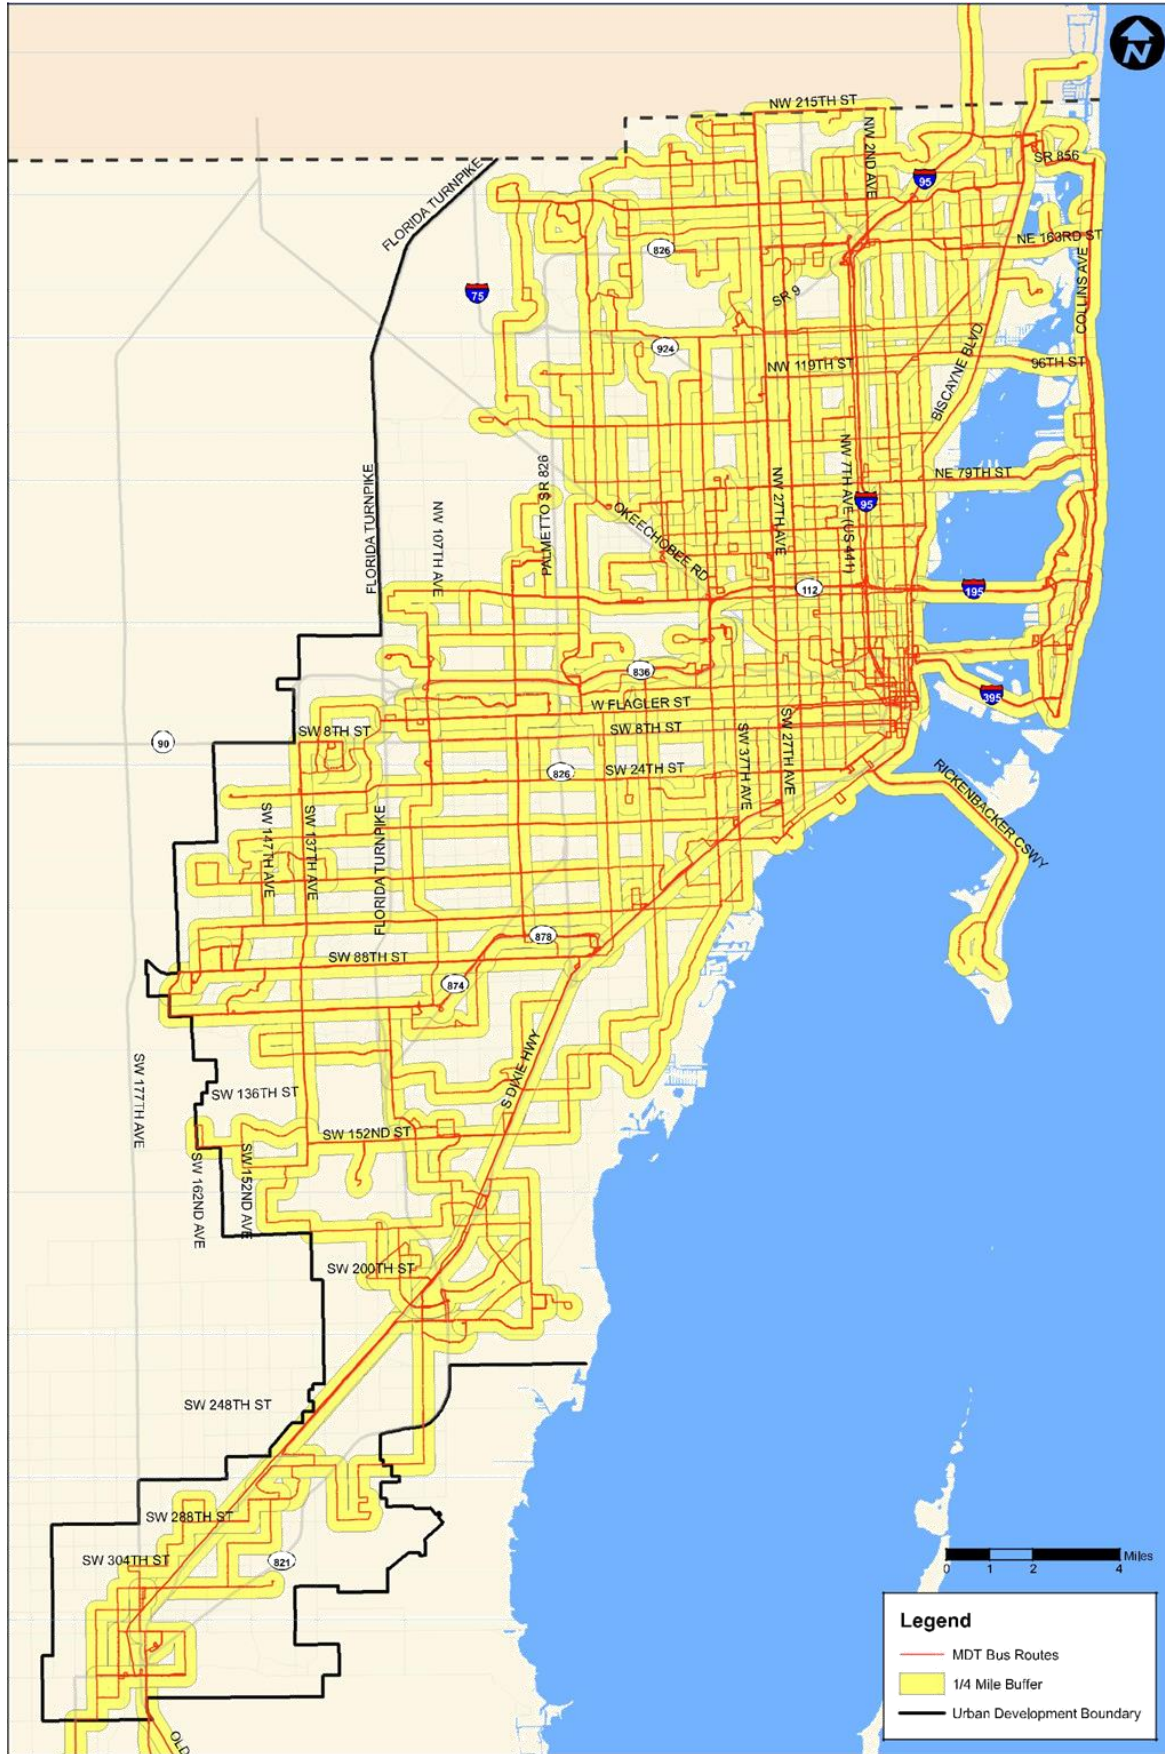 N
NW 215TH ST
NW 2ND AVE
SR 856
95
FLORIDA TURNPIKE
826
NE 163RD ST
75
SR 9
COLLINS AVE
924
NW 119TH ST
96TH ST
BISCAYNE BLVD
NW 7TH AVE (US 441)
NE 79TH ST
PALMETTO SR 826
NW 27TH AVE
95
OKEECHOBEE RD
FLORIDA TURNPIKE
NW 107TH AVE
112
195
836
395
W FLAGLER ST
SW 8TH ST
SW 8TH ST
90
SW 37TH AVE
SW 27TH AVE
826
SW 24TH ST
RICKENBACKER CSWY
SW 147TH AVE
SW 137TH AVE
FLORIDA TURNPIKE
878
SW 88TH ST
874
S DIXIE HWY
SW 177TH AVE
SW 136TH ST
SW 152ND ST
SW 162ND AVE
SW 152ND AVE
SW 200TH ST
SW 248TH ST
SW 288TH ST
SW 304TH ST
821
Miles
0 1 2 4
OLD
Legend
MDT Bus Routes
1/4 Mile Buffer
Urban Development Boundary